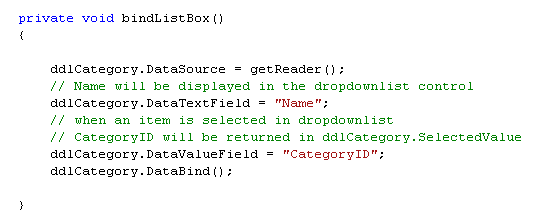 private void bindListBox()
{
ddlCategory.DataSource = getReader();
// Name will be displayed in the dropdownlist control
ddlCategory.DataTextField = "Name";
// when an item is selected in dropdownlist
// CategoryID will be returned in ddlCategory.SelectedValue
ddlCategory.DataValueField = "CategoryID";
ddlCategory.DataBind();
}